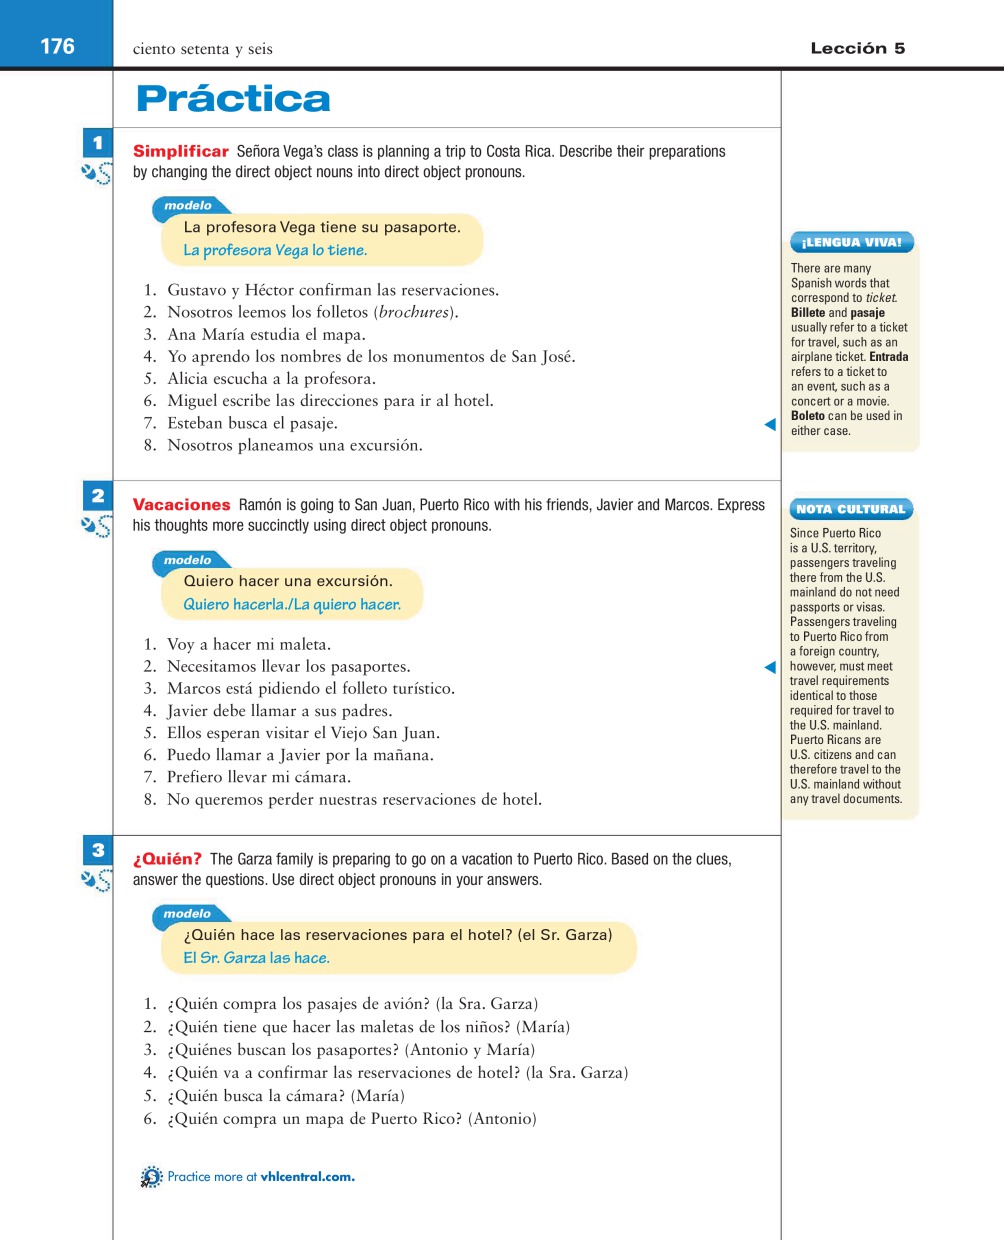 176
ciento setenta y seis
Lección 5
Práctica
1
Simplificar Señora Vega's class is planning a trip to Costa Rica. Describe their preparations
by changing the direct object nouns into direct object pronouns.
modelo
La profesora Vega tiene su pasaporte.
La profesora Vega lo tiene.
1. Gustavo y Héctor confirman las reservaciones.
2. Nosotros leemos los folletos (brochures).
3. Ana María estudia el mapa.
4. Yo aprendo los nombres de los monumentos de San José.
5. Alicia escucha a la profesora.
6. Miguel escribe las direcciones para ir al hotel.
7. Esteban busca el pasaje.
8. Nosotros planeamos una excursión.
¡LENGUA VIVA!
There are many
Spanish words that
correspond to ticket.
Billete and pasaje
usually refer to a ticket
for travel, such as an
airplane ticket. Entrada
refers to a ticket to
an event, such as a
concert or a movie.
Boleto can be used in
either case.
2
Vacaciones Ramón is going to San Juan, Puerto Rico with his friends, Javier and Marcos. Express
his thoughts more succinctly using direct object pronouns.
modelo
Quiero hacer una excursión.
Quiero hacerla./La quiero hacer.
1. Voy a hacer mi maleta.
2. Necesitamos llevar los pasaportes.
3. Marcos está pidiendo el folleto turístico.
4. Javier debe llamar a sus padres.
5. Ellos esperan visitar el Viejo San Juan.
6. Puedo llamar a Javier por la mañana.
7. Prefiero llevar mi cámara.
8. No queremos perder nuestras reservaciones de hotel.
NOTA CULTURAL
Since Puerto Rico
is a U.S. territory,
passengers traveling
there from the U.S.
mainland do not need
passports or visas.
Passengers traveling
to Puerto Rico from
a foreign country,
however, must meet
travel requirements
identical to those
required for travel to
the U.S. mainland.
Puerto Ricans are
U.S. citizens and can
therefore travel to the
U.S. mainland without
any travel documents.
3
¿Quién? The Garza family is preparing to go on a vacation to Puerto Rico. Based on the clues,
answer the questions. Use direct object pronouns in your answers.
modelo
¿Quién hace las reservaciones para el hotel? (el Sr. Garza)
El Sr. Garza las hace.
1. ¿Quién compra los pasajes de avión? (la Sra. Garza)
2. ¿Quién tiene que hacer las maletas de los niños? (María)
3. ¿Quiénes buscan los pasaportes? (Antonio y María)
4. ¿Quién va a confirmar las reservaciones de hotel? (la Sra. Garza)
5. ¿Quién busca la cámara? (María)
6. ¿Quién compra un mapa de Puerto Rico? (Antonio)
Practice more at vhlcentral.com.